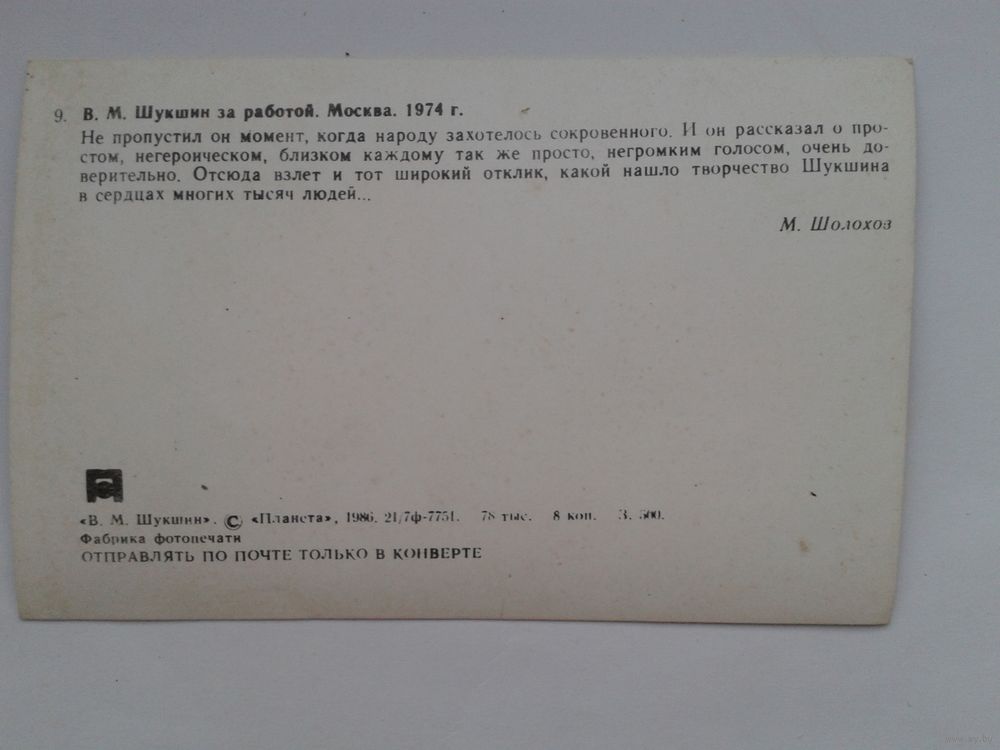 9. В. М. Шукшин за работой. Москва. 1974 г.
Не пропустил он момент, когда народу захотелось сокровенного. И он рассказал о про-
стом, негероическом, близком каждому так же просто, негромким голосом, очень до-
верительно. Отсюда взлет и тот широкий отклик, какой нашло творчество Шукшина
в сердцах многих тысяч людей...
М. Шолохов
«В. М. Шукшин». © «Планета», 1986. 21/7ф-7751. 78 тыс. 8 коп. З. 500.
Фабрика фотопечати
ОТПРАВЛЯТЬ ПО ПОЧТЕ ТОЛЬКО В КОНВЕРТЕ